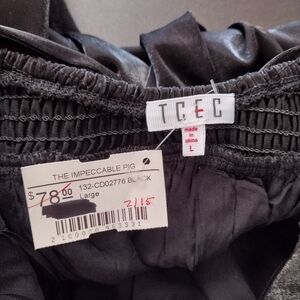 TCEC
made in
china
L
THE IMPECCABLE PIG
$78.00
132-CD02776 BLACK
Large
2/15